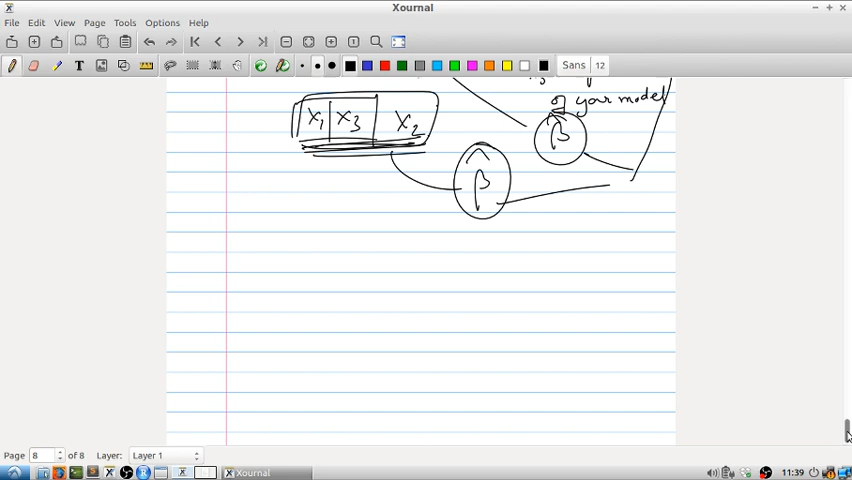 Xournal
File Edit View Page Tools Options Help
Sans 12
of your model
X1 X3 X2
β̂
β̂
Page 8 of 8 Layer: Layer 1
Xournal 11:39